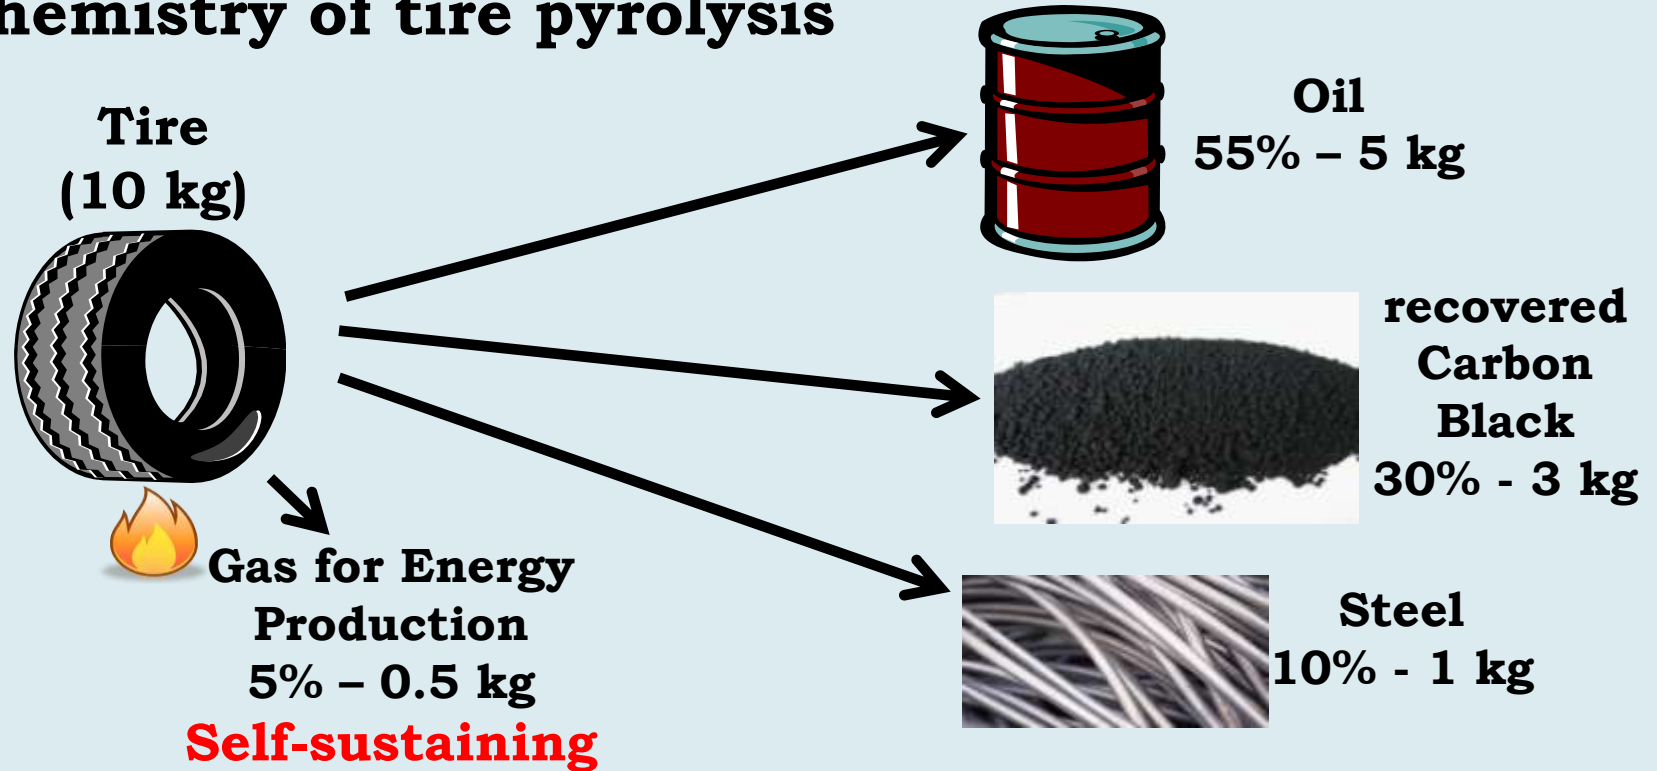 hemistry of tire pyrolysis
Tire
(10 kg)
Oil
55% – 5 kg
recovered
Carbon
Black
30% - 3 kg
Gas for Energy
Production
5% – 0.5 kg
Self-sustaining
Steel
10% - 1 kg